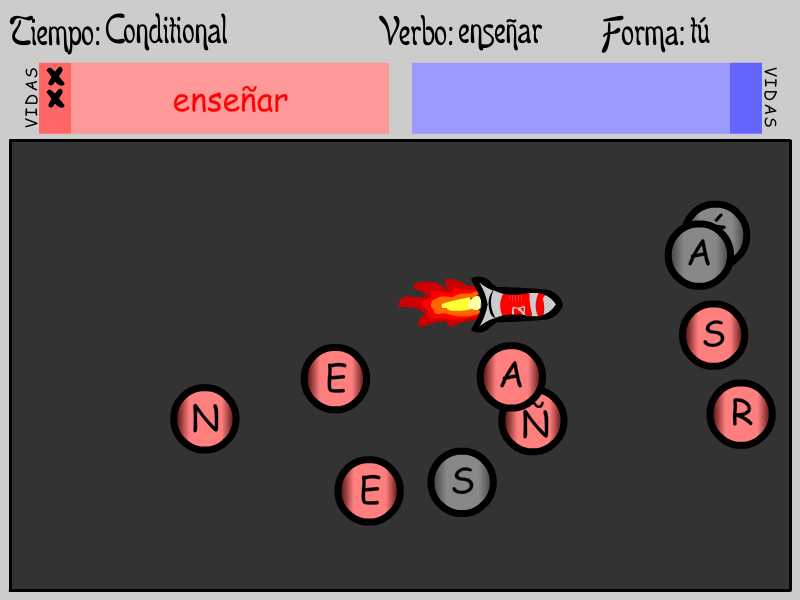 Tiempo: Conditional Verbo: enseñar Forma: tú
VIDAS
X
X
enseñar
VIDAS
Í
A
S
E
A
N
Ñ
R
E
S